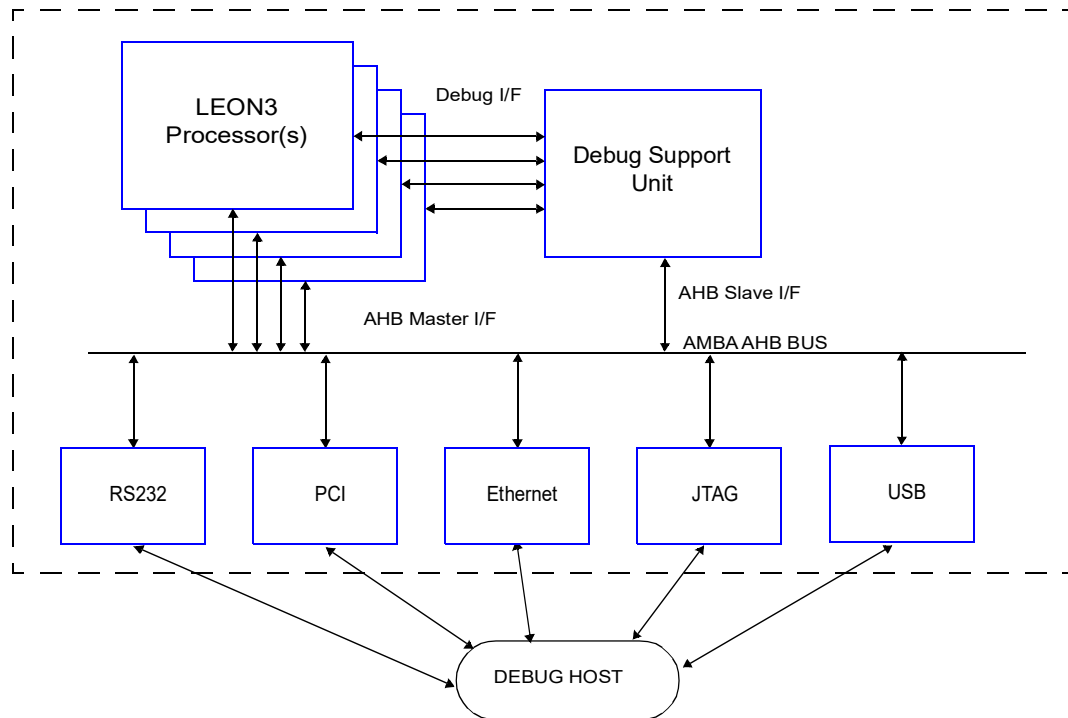 LEON3
Processor(s)
Debug I/F
Debug Support
Unit
AHB Slave I/F
AHB Master I/F
AMBA AHB BUS
RS232
PCI
Ethernet
JTAG
USB
DEBUG HOST